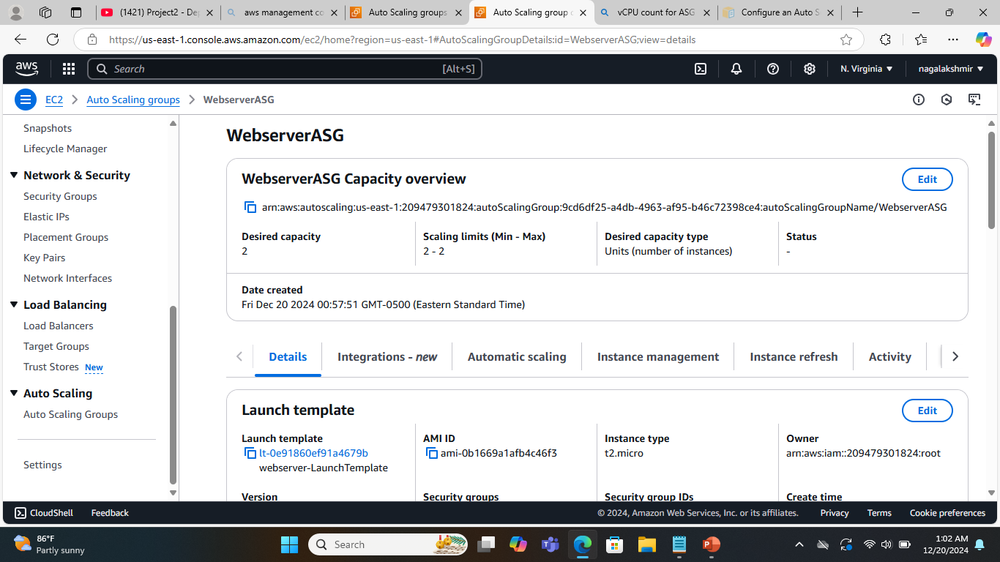 (1421) Project2 - De
aws management co
Auto Scaling groups
Auto Scaling group
vCPU count for ASG
Configure an Auto S
https://us-east-1.console.aws.amazon.com/ec2/home?region=us-east-1#AutoScalingGroupDetails:id=WebserverASG;view=details
aws
Search
[Alt+S]
N. Virginia
nagalakshmir
EC2
Auto Scaling groups
WebserverASG
Snapshots
Lifecycle Manager
Network & Security
Security Groups
Elastic IPs
Placement Groups
Key Pairs
Network Interfaces
Load Balancing
Load Balancers
Target Groups
Trust Stores New
Auto Scaling
Auto Scaling Groups
Settings
WebserverASG
WebserverASG Capacity overview
Edit
arn:aws:autoscaling:us-east-1:209479301824:autoScalingGroup:9cd6df25-a4db-4963-af95-b46c72398ce4:autoScalingGroupName/WebserverASG
Desired capacity
2
Scaling limits (Min - Max)
2 - 2
Desired capacity type
Units (number of instances)
Status
-
Date created
Fri Dec 20 2024 00:57:51 GMT-0500 (Eastern Standard Time)
Details
Integrations - new
Automatic scaling
Instance management
Instance refresh
Activity
Launch template
Edit
Launch template
lt-0e91860ef91a4679b
webserver-LaunchTemplate
AMI ID
ami-0b1669a1afb4c46f3
Instance type
t2.micro
Owner
arn:aws:iam::209479301824:root
Version
Security groups
Security group IDs
Create time
CloudShell
Feedback
© 2024, Amazon Web Services, Inc. or its affiliates.
Privacy
Terms
Cookie preferences
86°F
Partly sunny
Search
1:02 AM
12/20/2024